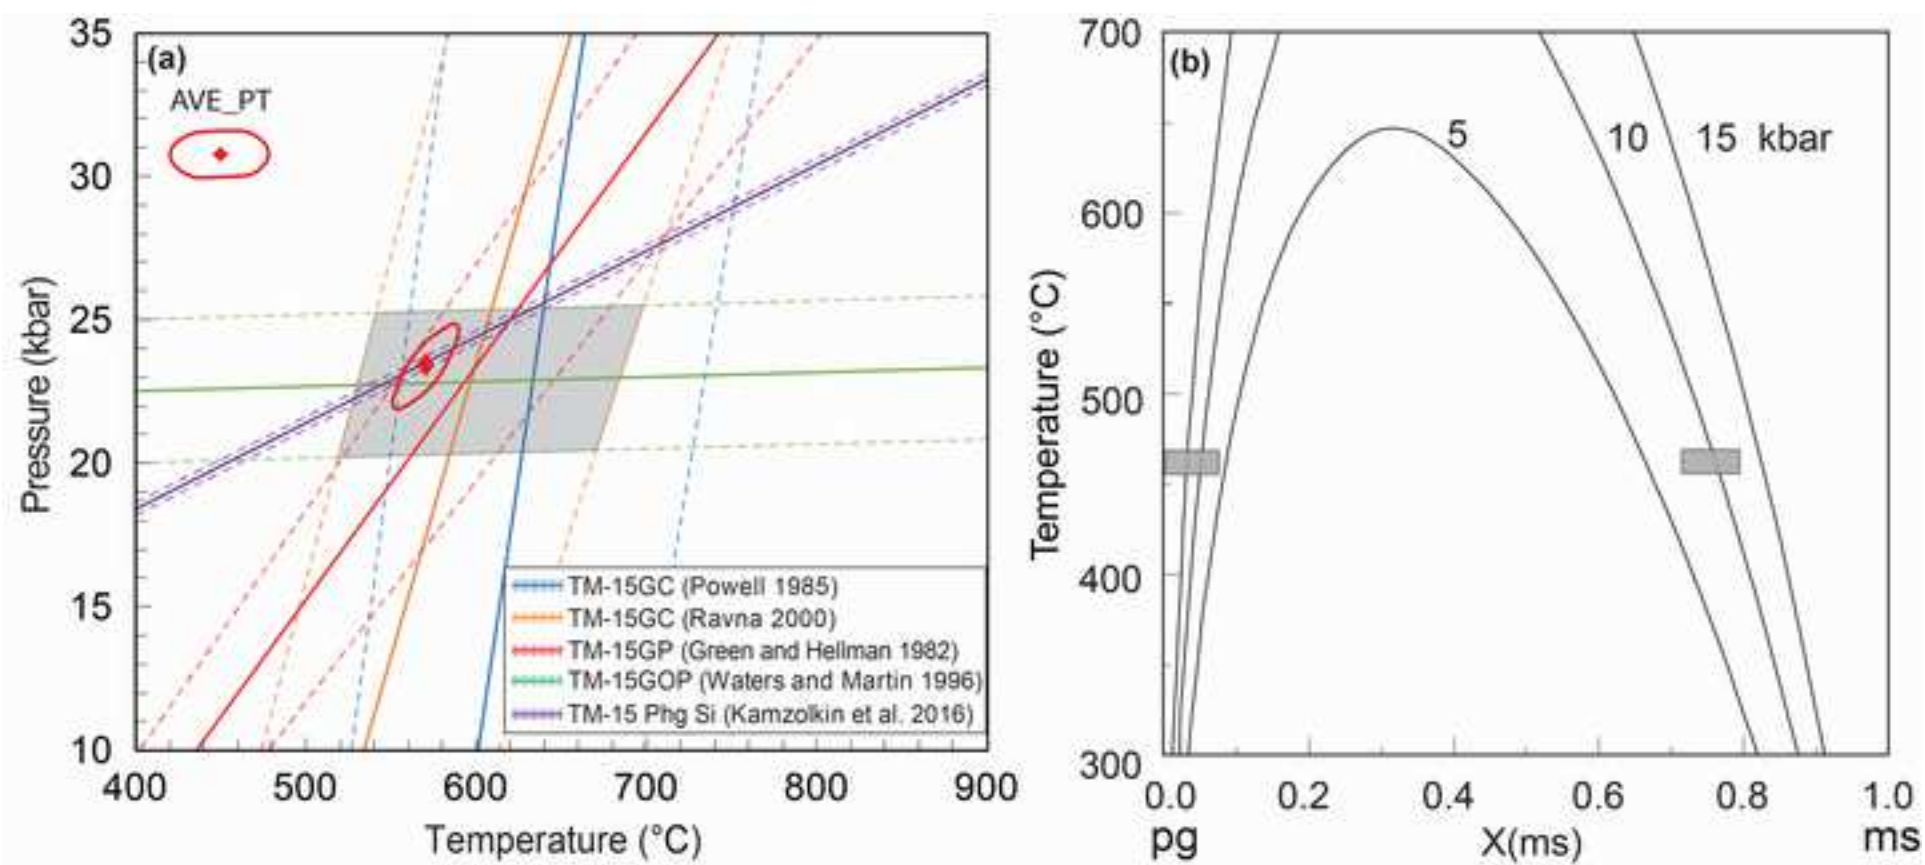 (a)
AVE_PT
35
30
25
20
15
10
Pressure (kbar)
400 500 600 700 800 900
Temperature (°C)
TM-15GC (Powell 1985)
TM-15GC (Ravna 2000)
TM-15GP (Green and Hellman 1982)
TM-15GOP (Waters and Martin 1996)
TM-15 Phg Si (Kamzolkin et al. 2016)
(b)
700
600
500
400
300
Temperature (°C)
5 10 15 kbar
0.0 0.2 0.4 0.6 0.8 1.0
pg X(ms) ms